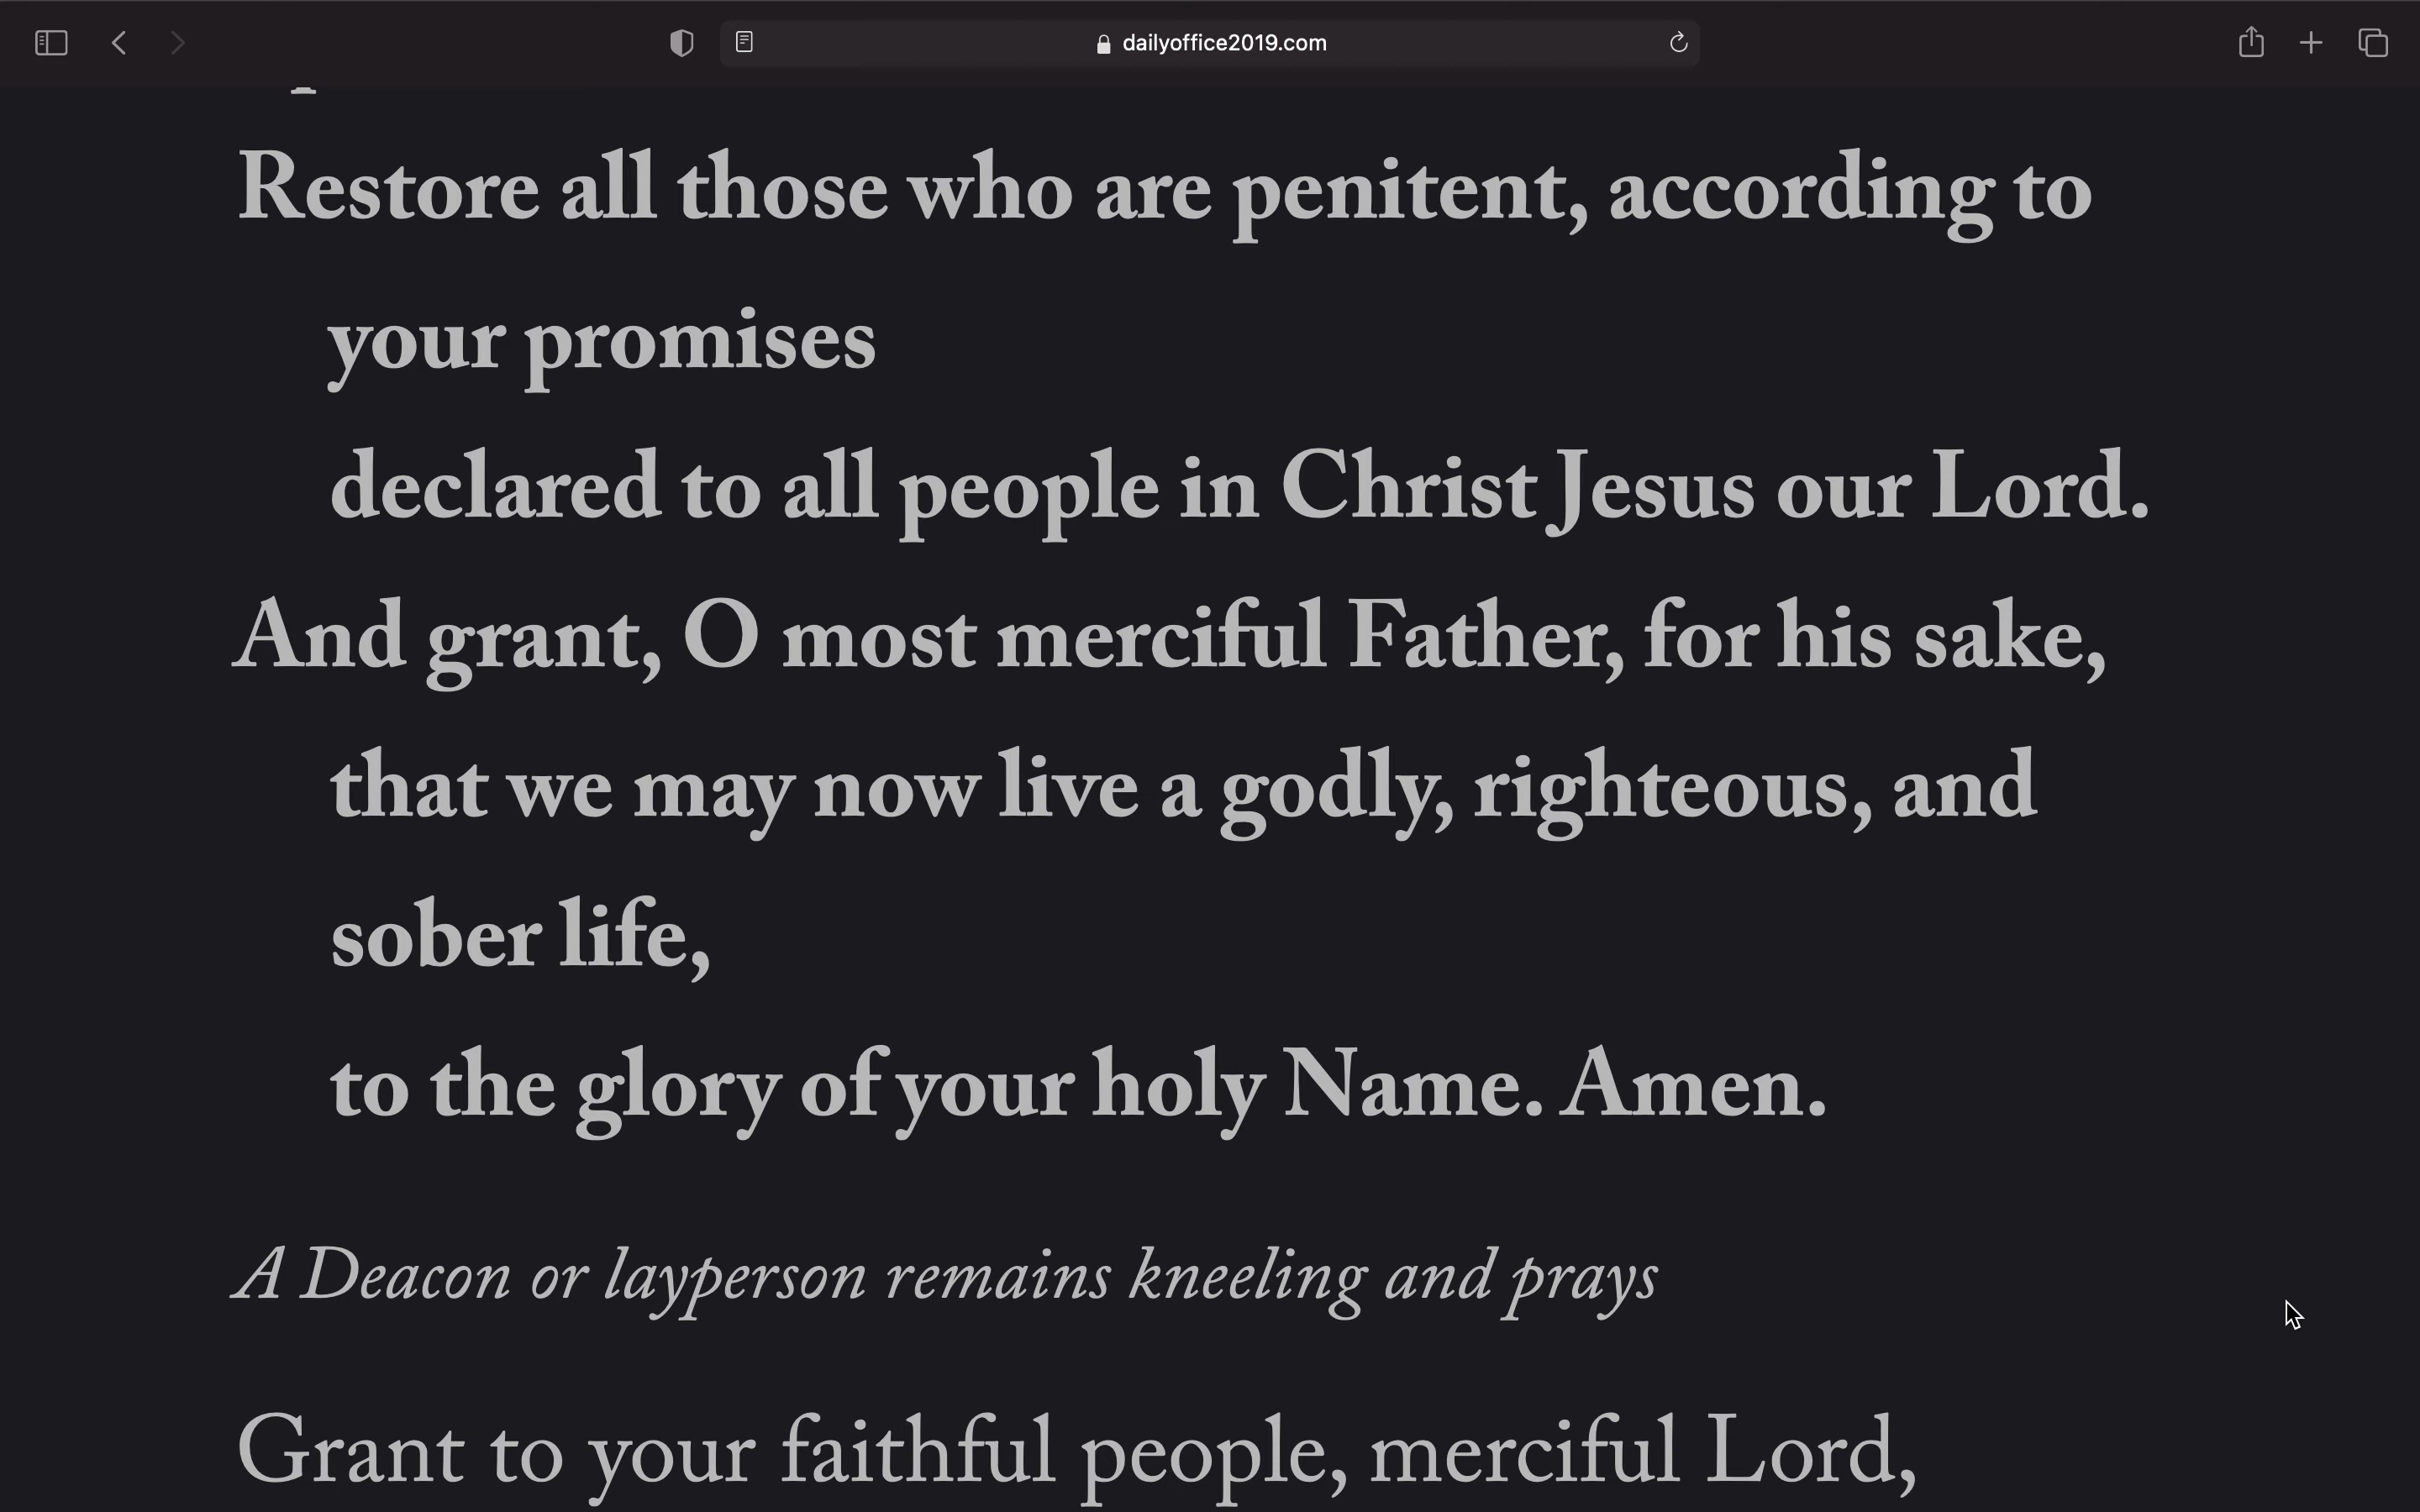 dailyoffice2019.com
Restore all those who are penitent, according to
your promises
declared to all people in Christ Jesus our Lord.
And grant, O most merciful Father, for his sake,
that we may now live a godly, righteous, and
sober life,
to the glory of your holy Name. Amen.
A Deacon or layperson remains kneeling and prays
Grant to your faithful people, merciful Lord,